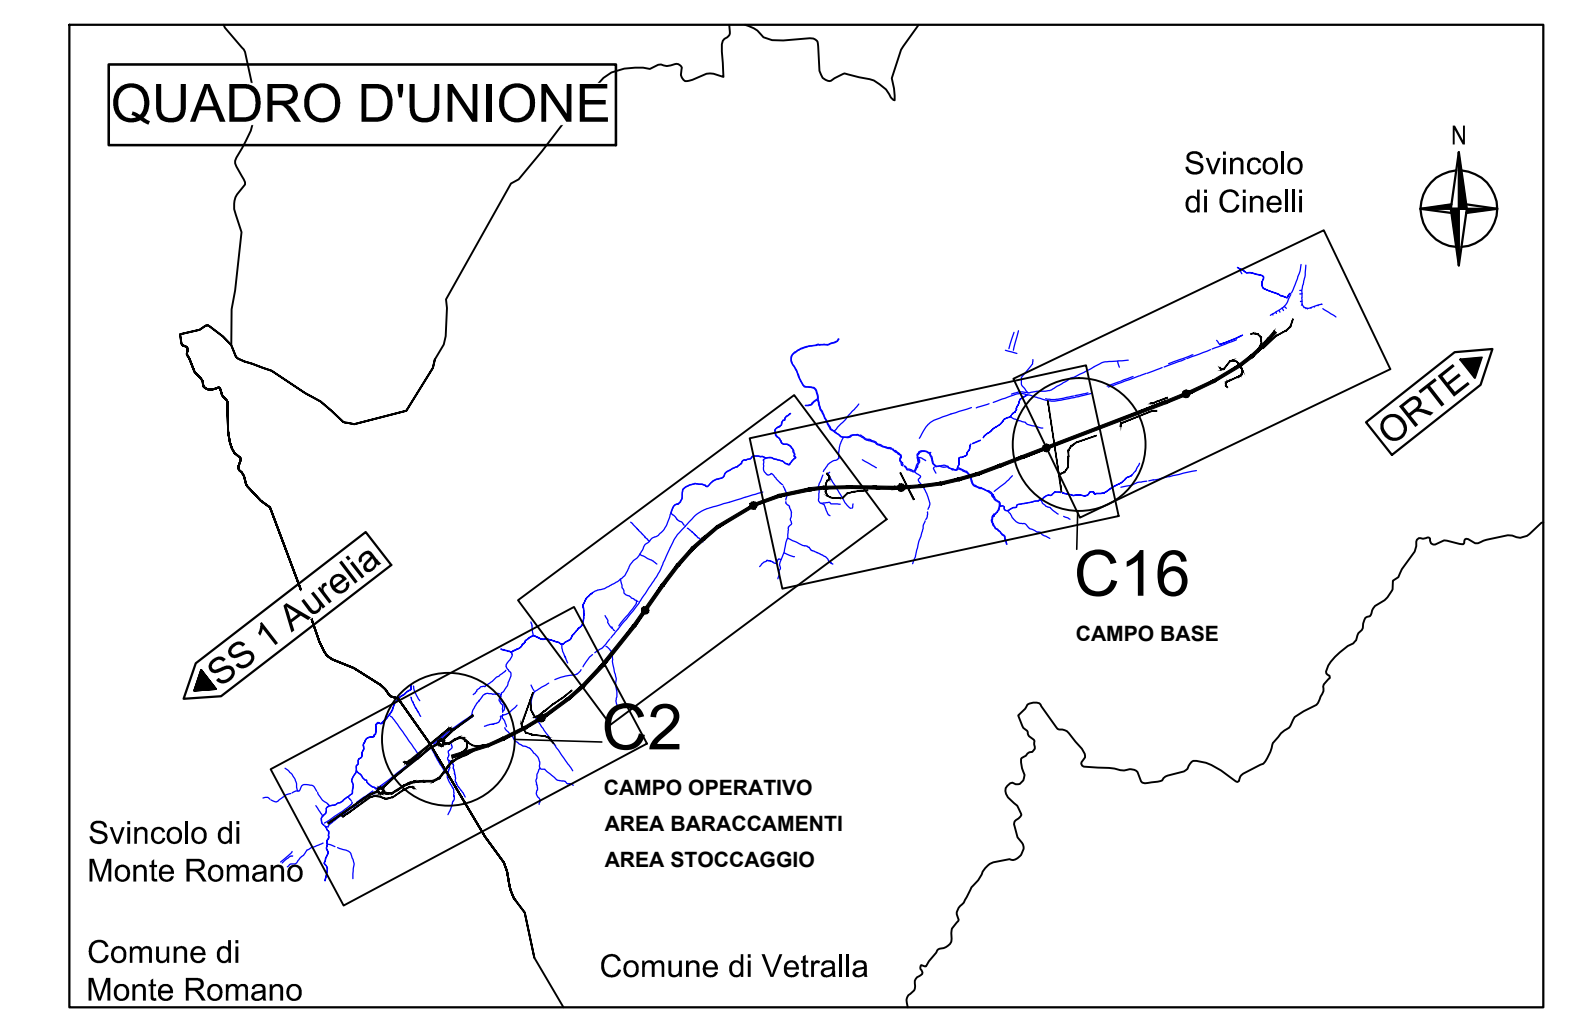 QUADRO D'UNIONE
N
Svincolo
di Cinelli
ORTE
SS 1 Aurelia
C16
CAMPO BASE
C2
CAMPO OPERATIVO
AREA BARACCAMENTI
AREA STOCCAGGIO
Svincolo di
Monte Romano
Comune di
Monte Romano
Comune di Vetralla